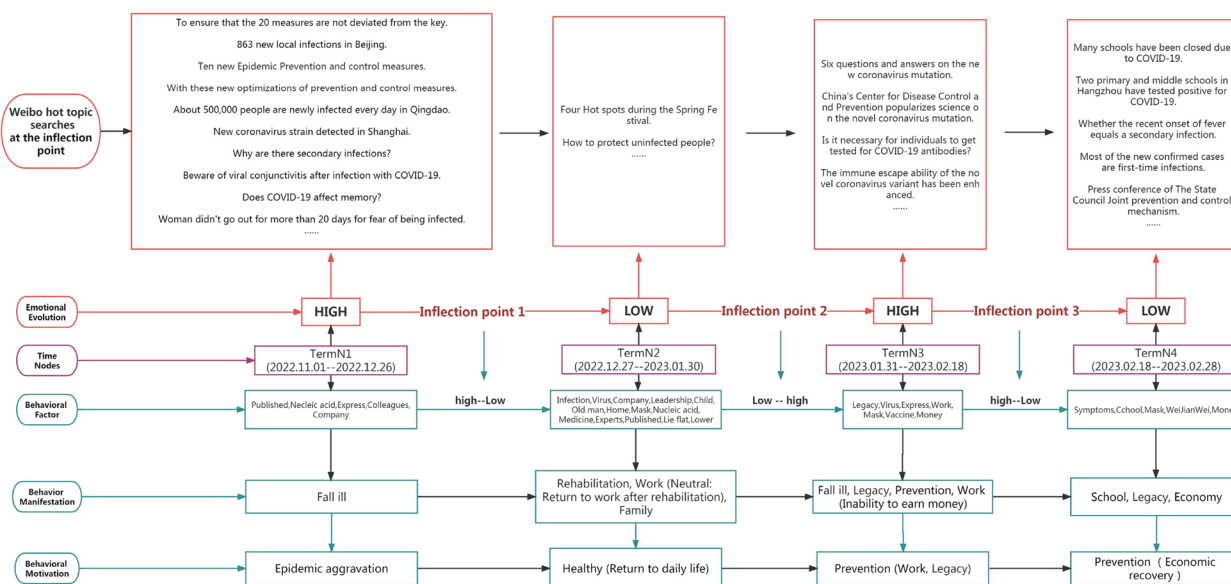 Weibo hot topic
searches
at the inflection
point
To ensure that the 20 measures are not deviated from the key.
863 new local infections in Beijing.
Ten new Epidemic Prevention and control measures.
With these new optimizations of prevention and control measures.
About 500,000 people are newly infected every day in Qingdao.
New coronavirus strain detected in Shanghai.
Why are there secondary infections?
Beware of viral conjunctivitis after infection with COVID-19.
Does COVID-19 affect memory?
Woman didn't go out for more than 20 days for fear of being infected.
......
Four Hot spots during the Spring Fe
stival.
How to protect uninfected people?
......
Six questions and answers on the ne
w coronavirus mutation.
China's Center for Disease Control a
nd Prevention popularizes science o
n the novel coronavirus mutation.
Is it necessary for individuals to get
tested for COVID-19 antibodies?
The immune escape ability of the no
vel coronavirus variant has been enh
anced.
......
Many schools have been closed due
to COVID-19.
Two primary and middle schools in
Hangzhou have tested positive for
COVID-19.
Whether the recent onset of fever
equals a secondary infection.
Most of the new confirmed cases
are first-time infections.
Press conference of The State
Council Joint prevention and control
mechanism.
......
Emotional
Evolution
HIGH
Inflection point 1
LOW
Inflection point 2
HIGH
Inflection point 3
LOW
Time
Nodes
TermN1
(2022.11.01--2022.12.26)
TermN2
(2022.12.27--2023.01.30)
TermN3
(2023.01.31--2023.02.18)
TermN4
(2023.02.18--2023.02.28)
Behavioral
Factor
Published,Necleic acid,Express,Colleagues,
Company
high--Low
Infection,Virus,Company,Leadership,Child,
Old man,Home,Mask,Nucleic acid,
Medicine,Experts,Published,Lie flat,Lower
Low -- high
Legacy,Virus,Express,Work,
Mask,Vaccine,Money
high--Low
Symptoms,Cchool,Mask,WeiJianWei,Mone
Behavior
Manifestation
Fall ill
Rehabilitation, Work (Neutral:
Return to work after rehabilitation),
Family
Fall ill, Legacy, Prevention, Work
(Inability to earn money)
School, Legacy, Economy
Behavioral
Motivation
Epidemic aggravation
Healthy (Return to daily life)
Prevention (Work, Legacy)
Prevention ( Economic
recovery )